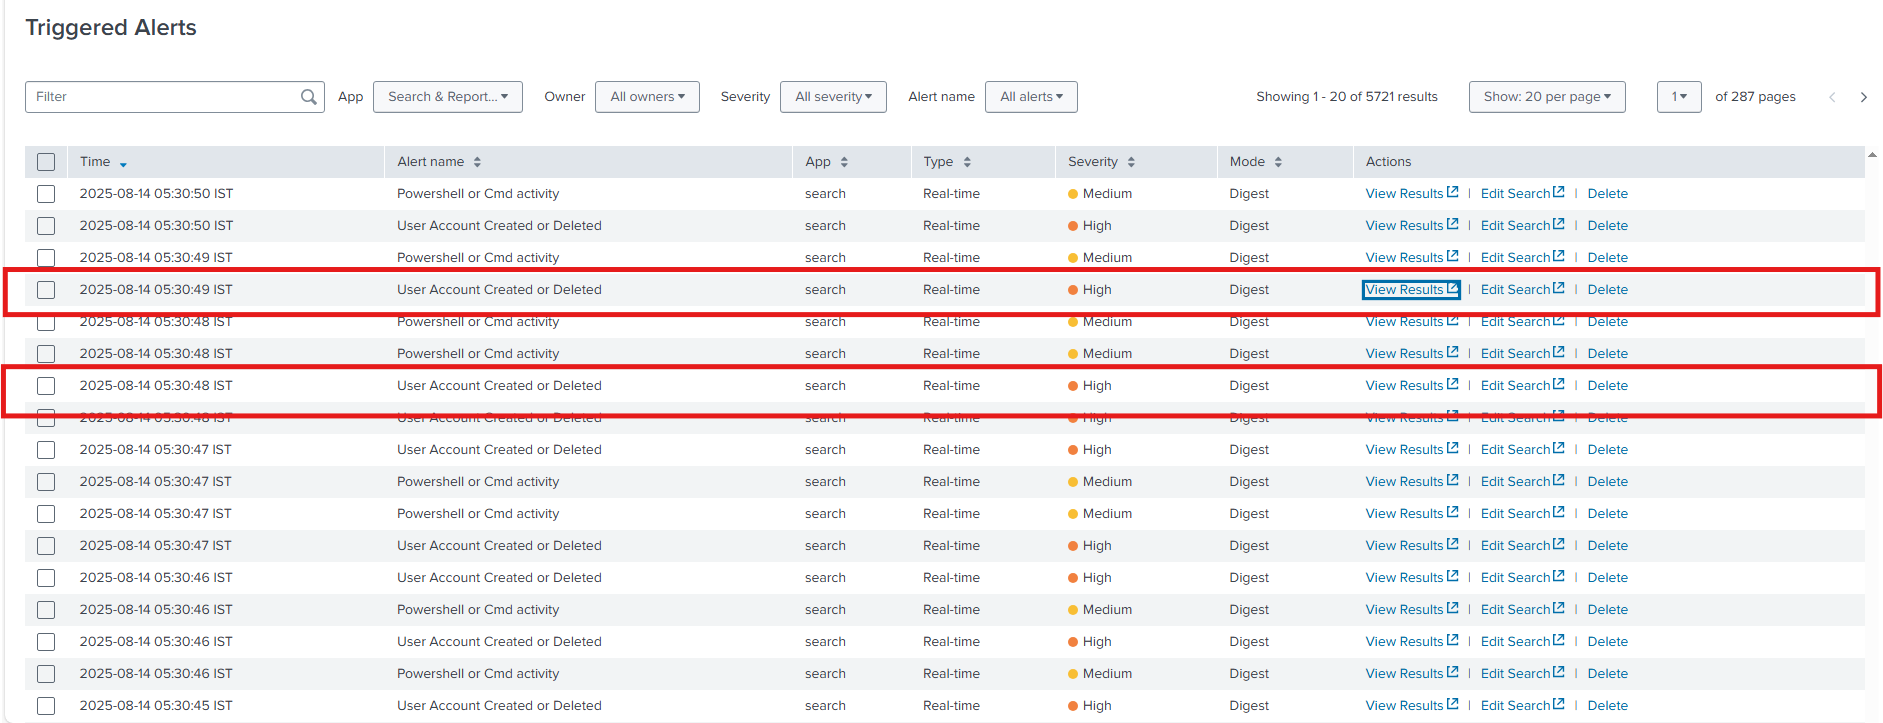 Triggered Alerts
Filter App Search & Report... Owner All owners Severity All severity Alert name All alerts Showing 1 - 20 of 5721 results Show: 20 per page 1 of 287 pages
Time Alert name App Type Severity Mode Actions
2025-08-14 05:30:50 IST Powershell or Cmd activity search Real-time Medium Digest View Results | Edit Search | Delete
2025-08-14 05:30:50 IST User Account Created or Deleted search Real-time High Digest View Results | Edit Search | Delete
2025-08-14 05:30:49 IST Powershell or Cmd activity search Real-time Medium Digest View Results | Edit Search | Delete
2025-08-14 05:30:49 IST User Account Created or Deleted search Real-time High Digest View Results | Edit Search | Delete
2025-08-14 05:30:48 IST Powershell or Cmd activity search Real-time Medium Digest View Results | Edit Search | Delete
2025-08-14 05:30:48 IST Powershell or Cmd activity search Real-time Medium Digest View Results | Edit Search | Delete
2025-08-14 05:30:48 IST User Account Created or Deleted search Real-time High Digest View Results | Edit Search | Delete
2025-08-14 05:30:48 IST User Account Created or Deleted search Real-time High Digest View Results | Edit Search | Delete
2025-08-14 05:30:47 IST User Account Created or Deleted search Real-time High Digest View Results | Edit Search | Delete
2025-08-14 05:30:47 IST Powershell or Cmd activity search Real-time Medium Digest View Results | Edit Search | Delete
2025-08-14 05:30:47 IST Powershell or Cmd activity search Real-time Medium Digest View Results | Edit Search | Delete
2025-08-14 05:30:47 IST User Account Created or Deleted search Real-time High Digest View Results | Edit Search | Delete
2025-08-14 05:30:46 IST User Account Created or Deleted search Real-time High Digest View Results | Edit Search | Delete
2025-08-14 05:30:46 IST Powershell or Cmd activity search Real-time Medium Digest View Results | Edit Search | Delete
2025-08-14 05:30:46 IST User Account Created or Deleted search Real-time High Digest View Results | Edit Search | Delete
2025-08-14 05:30:46 IST Powershell or Cmd activity search Real-time Medium Digest View Results | Edit Search | Delete
2025-08-14 05:30:45 IST User Account Created or Deleted search Real-time High Digest View Results | Edit Search | Delete